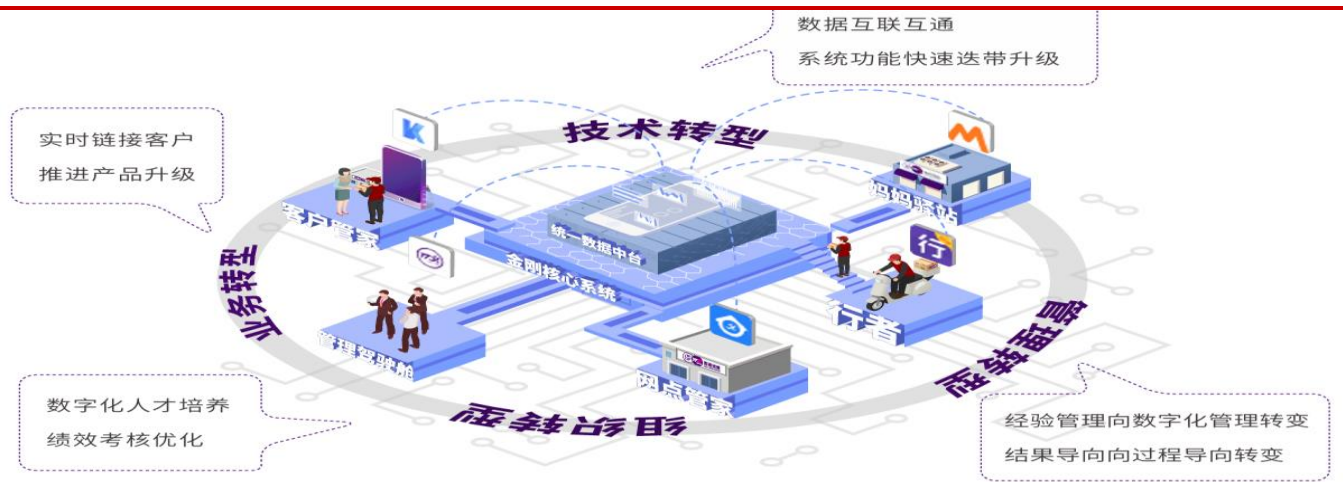 数据互联互通
系统功能快速迭带升级
实时链接客户
推进产品升级
技术转型
客户管家
妈妈驿站
统一数据中台
金刚核心系统
行
行者
业务转型
管理驾驶舱
网点管家
管理转型
组织转型
数字化人才培养
绩效考核优化
经验管理向数字化管理转变
结果导向向过程导向转变